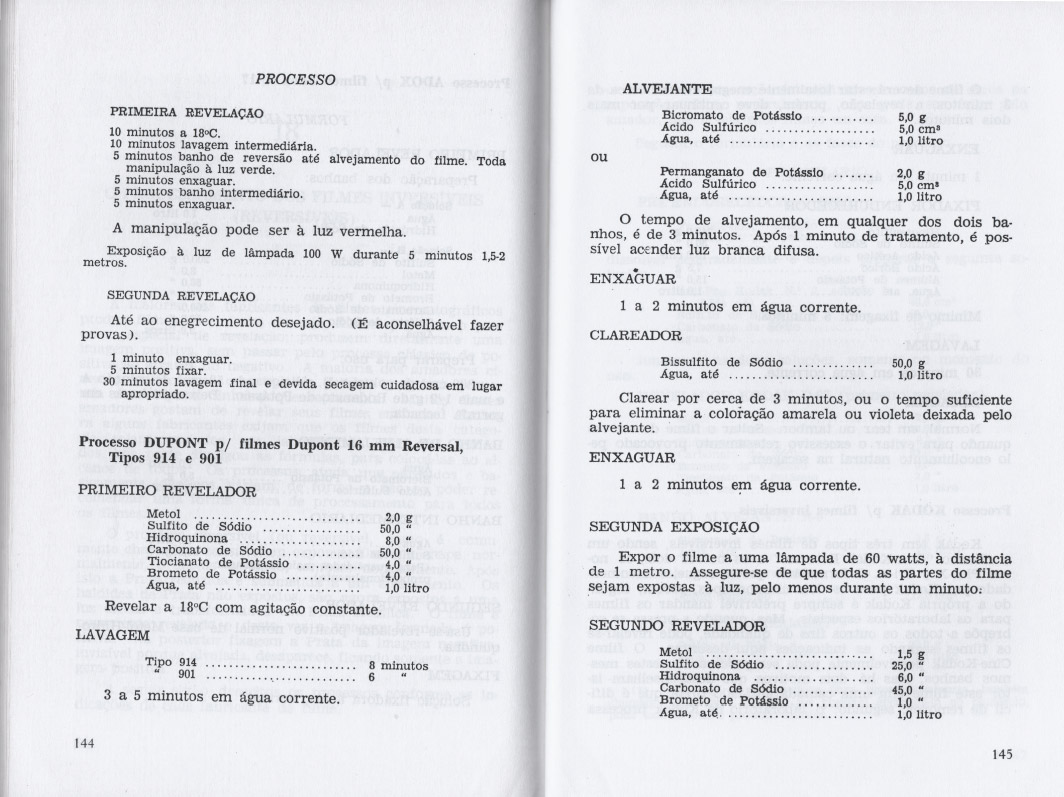 PROCESSO
PRIMEIRA REVELAÇÃO
10 minutos a 18ºC.
10 minutos lavagem intermediária.
5 minutos banho de reversão até alvejamento do filme. Toda
manipulação à luz verde.
5 minutos enxaguar.
5 minutos banho intermediário.
5 minutos enxaguar.
A manipulação pode ser à luz vermelha.
Exposição à luz de lâmpada 100 W durante 5 minutos 1,5-2
metros.
SEGUNDA REVELAÇÃO
Até ao enegrecimento desejado. (É aconselhável fazer
provas).
1 minuto enxaguar.
5 minutos fixar.
30 minutos lavagem final e devida secagem cuidadosa em lugar
apropriado.
Processo DUPONT p/ filmes Dupont 16 mm Reversal,
Tipos 914 e 901
PRIMEIRO REVELADOR
Metol .......................... 2,0 g
Sulfito de Sódio ................ 50,0 “
Hidroquinona .................. 8,0 “
Carbonato de Sódio ............ 50,0 “
Tiocianato de Potássio .......... 4,0 “
Brometo de Potássio ............ 4,0 “
Água, até ...................... 1,0 litro
Revelar a 18ºC com agitação constante.
LAVAGEM
Tipo 914 ........................ 8 minutos
“ 901 ........................ 6 “
3 a 5 minutos em água corrente.
144
ALVEJANTE
Bicromato de Potássio ........... 5,0 g
Ácido Sulfúrico .................. 5,0 cm³
Água, até ........................ 1,0 litro
ou
Permanganato de Potássio ....... 2,0 g
Ácido Sulfúrico .................. 5,0 cm³
Água, até ........................ 1,0 litro
O tempo de alvejamento, em qualquer dos dois ba-
nhos, é de 3 minutos. Após 1 minuto de tratamento, é pos-
sível acender luz branca difusa.
ENXAGUAR
1 a 2 minutos em água corrente.
CLAREADOR
Bissulfito de Sódio ............... 50,0 g
Água, até ........................ 1,0 litro
Clarear por cerca de 3 minutos, ou o tempo suficiente
para eliminar a coloração amarela ou violeta deixada pelo
alvejante.
ENXAGUAR
1 a 2 minutos em água corrente.
SEGUNDA EXPOSIÇÃO
Expor o filme a uma lâmpada de 60 watts, à distância
de 1 metro. Assegure-se de que todas as partes do filme
sejam expostas à luz, pelo menos durante um minuto.
SEGUNDO REVELADOR
Metol ............................ 1,5 g
Sulfito de Sódio .................. 25,0 “
Hidroquinona .................... 6,0 “
Carbonato de Sódio .............. 45,0 “
Brometo de Potássio ............. 1,0 “
Água, até ........................ 1,0 litro
145